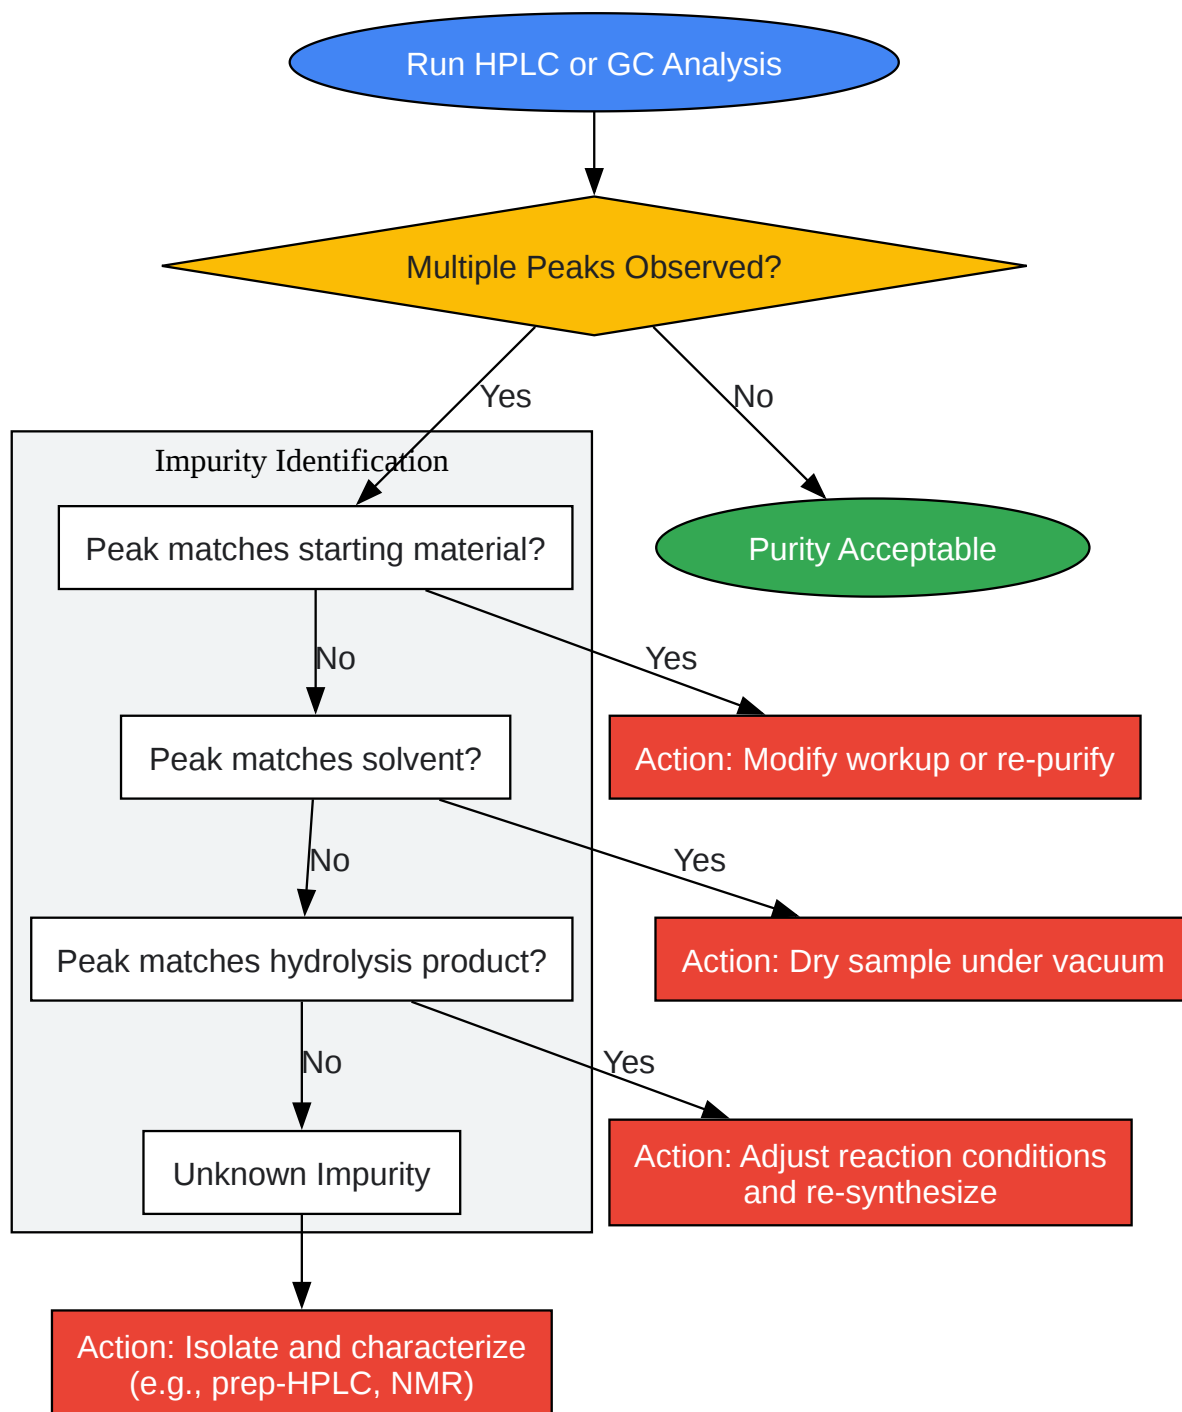 Run HPLC or GC Analysis
Multiple Peaks Observed?
Yes
No
Impurity Identification
Peak matches starting material?
Purity Acceptable
No
Yes
Peak matches solvent?
Action: Modify workup or re-purify
No
Yes
Peak matches hydrolysis product?
Action: Dry sample under vacuum
No
Yes
Unknown Impurity
Action: Adjust reaction conditions
and re-synthesize
Action: Isolate and characterize
(e.g., prep-HPLC, NMR)